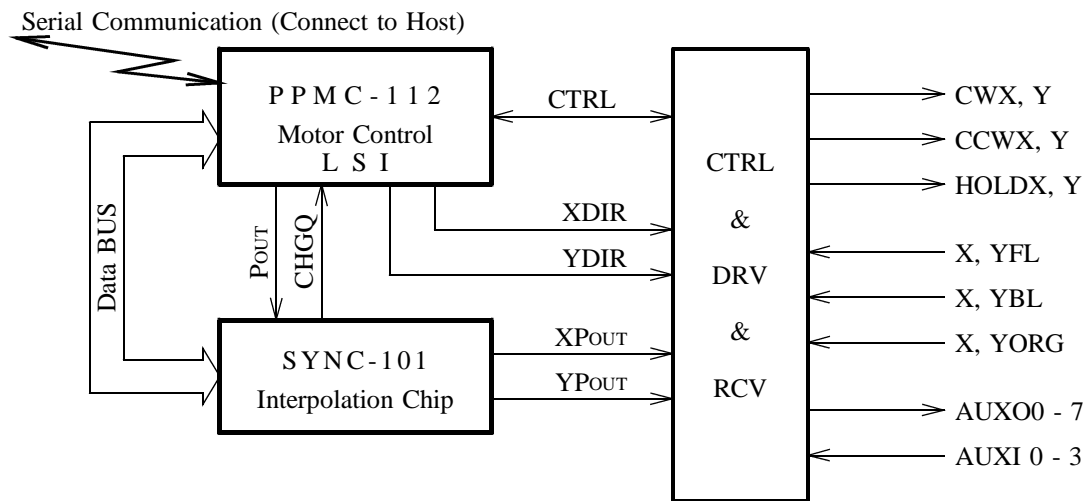 Serial Communication (Connect to Host)
PPMC-112
Motor Control
LSI
CTRL
XDIR
YDIR
Data BUS
POUT
CHGQ
SYNC-101
Interpolation Chip
XPOUT
YPOUT
CTRL
&
DRV
&
RCV
CWX, Y
CCWX, Y
HOLDX, Y
X, YFL
X, YBL
X, YORG
AUXO0 - 7
AUXI 0 - 3